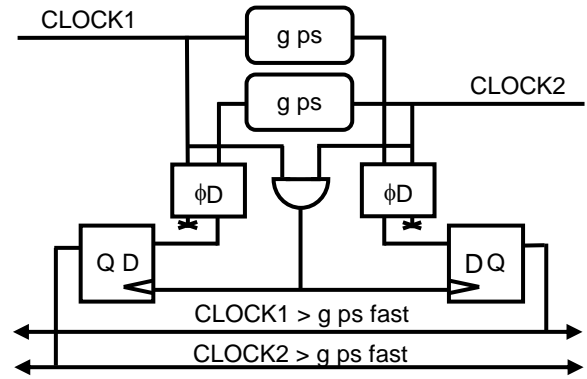 CLOCK1
g ps
g ps
CLOCK2
ϕD
ϕD
Q D
D Q
CLOCK1 > g ps fast
CLOCK2 > g ps fast